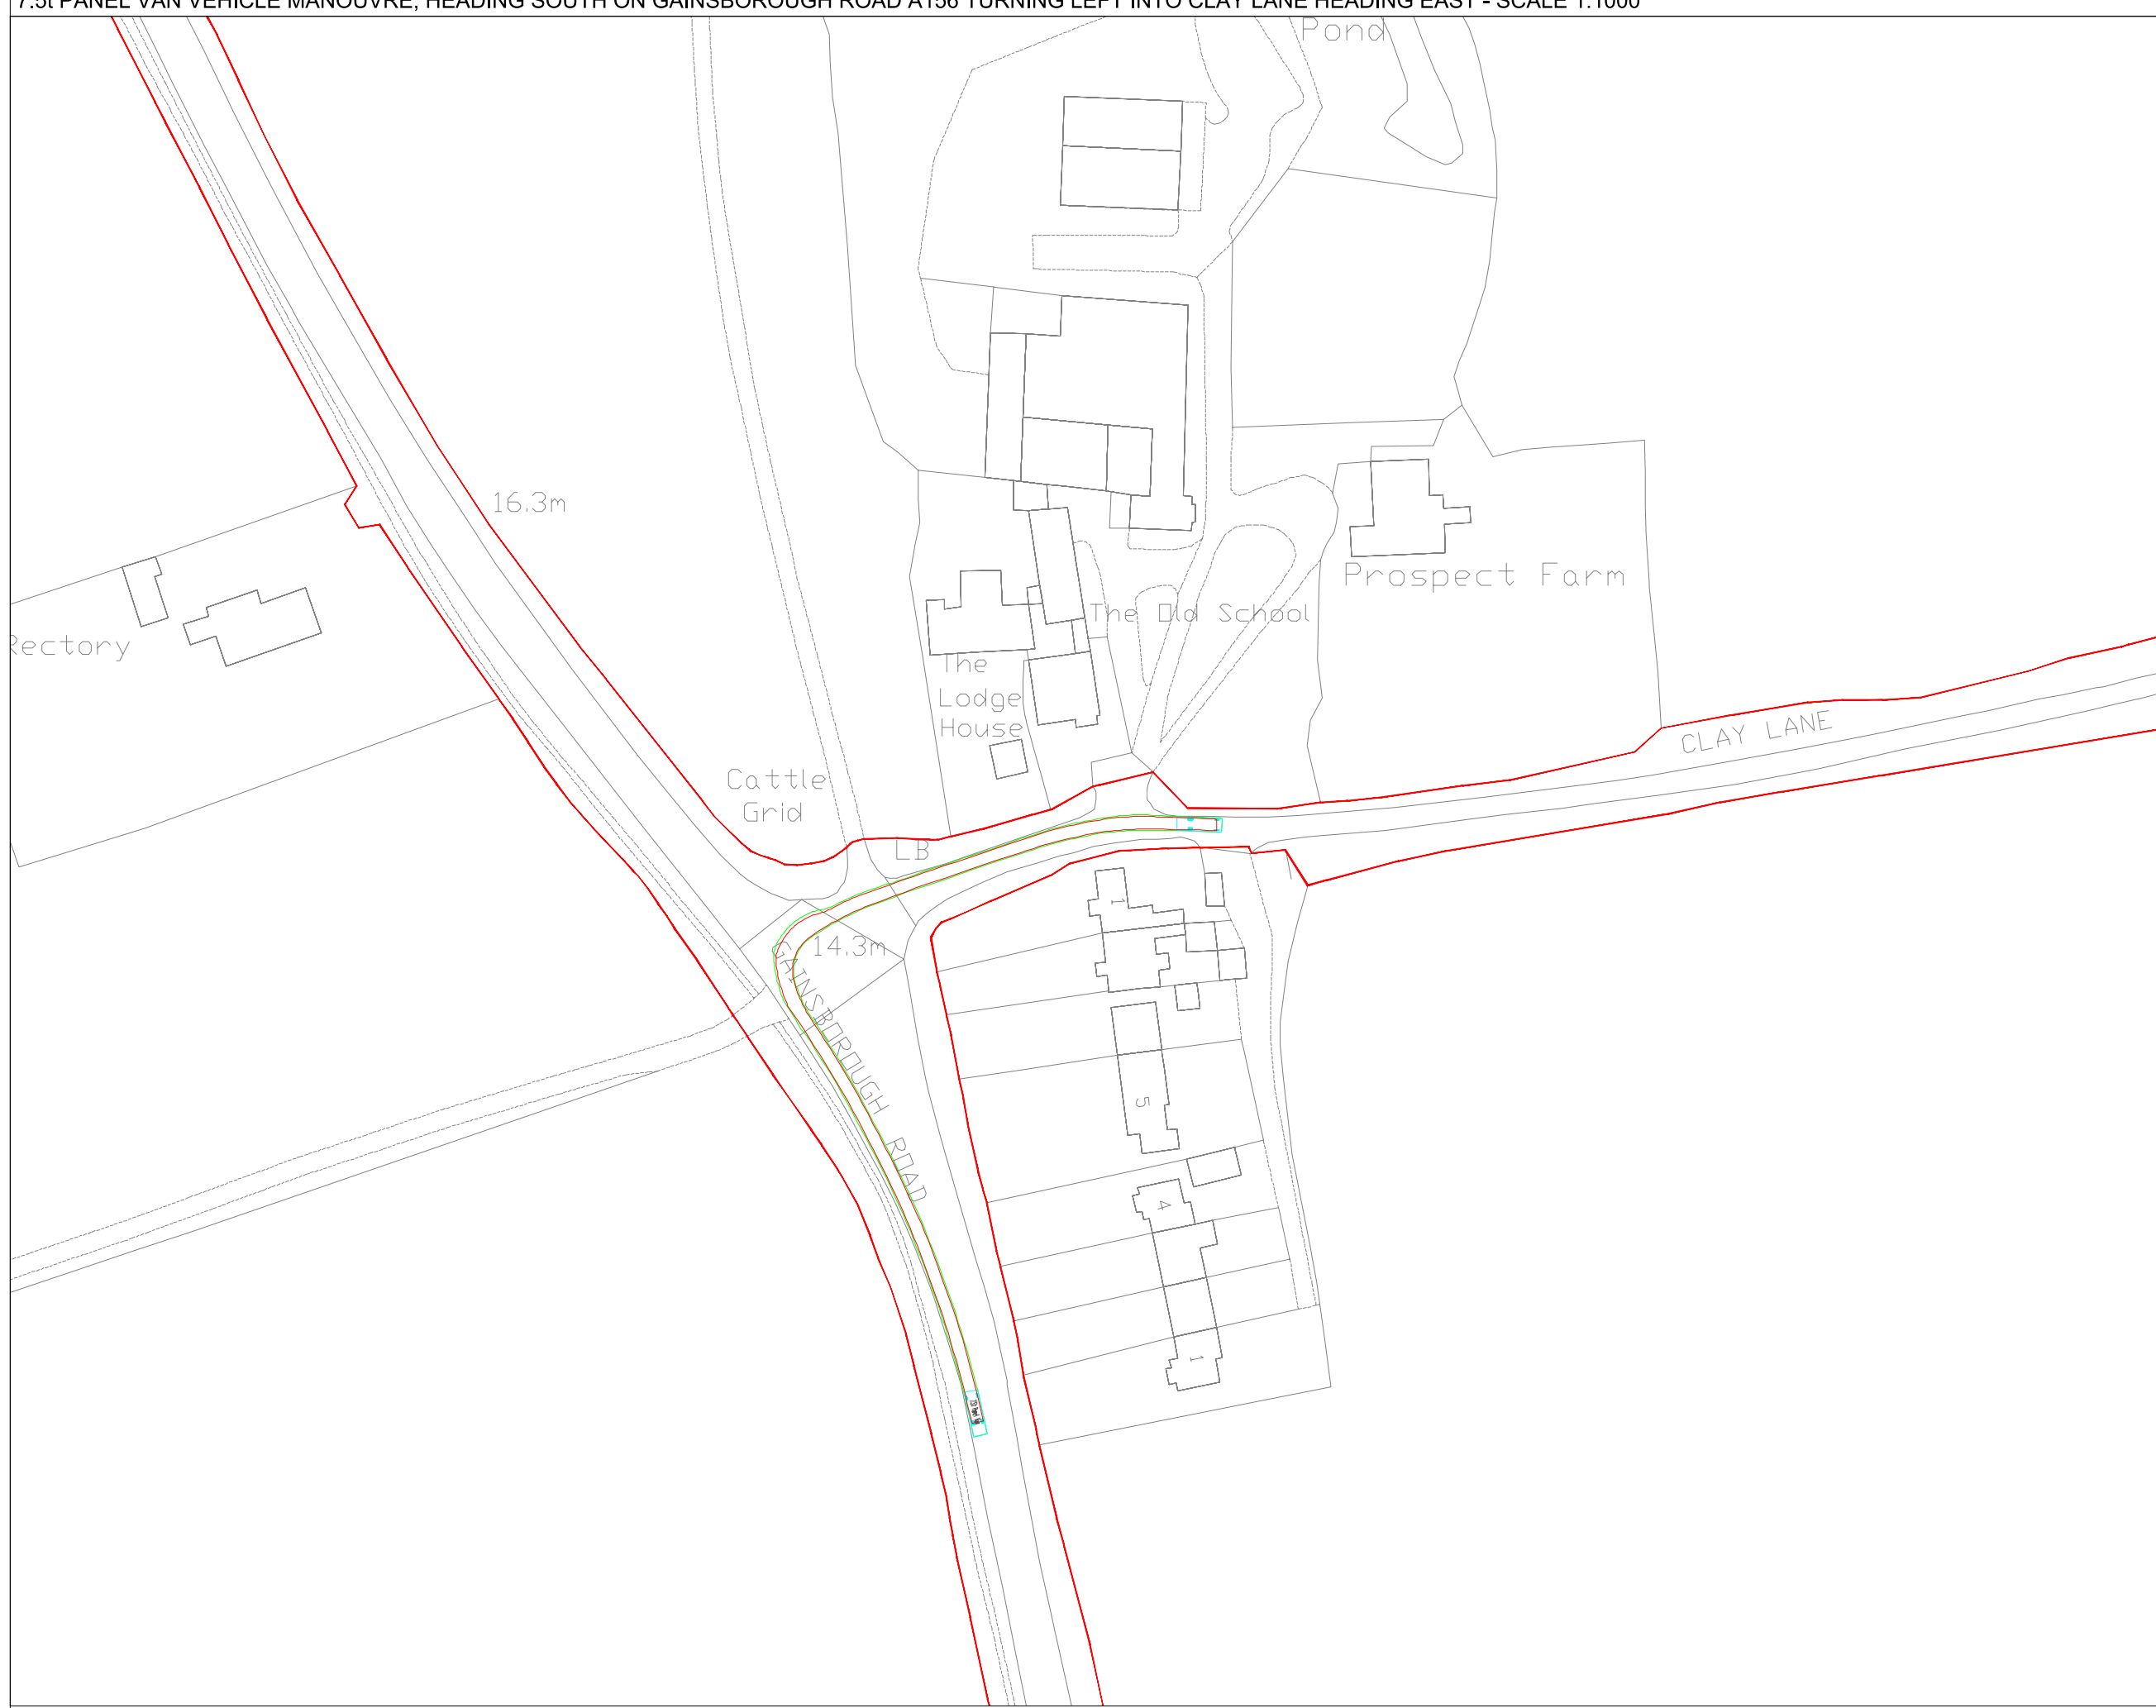 7.5t PANEL VAN VEHICLE MANOUVRE, HEADING SOUTH ON GAINSBOROUGH ROAD A156 TURNING LEFT INTO CLAY LANE HEADING EAST - SCALE 1:1000
Pond
16.3m
Prospect Farm
The Old School
Rectory
The
Lodge
House
CLAY LANE
Cattle
Grid
LB
1
14.3m
GAINSBOROUGH ROAD
5
4
1